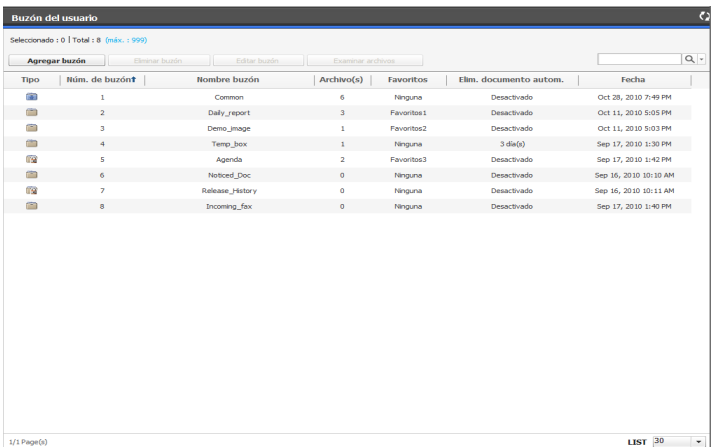 Buzón del usuario
Seleccionado : 0 | Total : 8 (máx. : 999)
Agregar buzón Eliminar buzón Editar buzón Examinar archivos
Tipo Núm. de buzón↑ Nombre buzón Archivo(s) Favoritos Elim. documento autom. Fecha
1 Common 6 Ninguna Desactivado Oct 28, 2010 7:49 PM
2 Daily_report 3 Favoritos1 Desactivado Oct 11, 2010 5:05 PM
3 Demo_image 1 Favoritos2 Desactivado Oct 11, 2010 5:03 PM
4 Temp_box 1 Ninguna 3 día(s) Sep 17, 2010 1:30 PM
5 Agenda 2 Favoritos3 Desactivado Sep 17, 2010 1:42 PM
6 Noticed_Doc 0 Ninguna Desactivado Sep 16, 2010 10:10 AM
7 Release_History 0 Ninguna Desactivado Sep 16, 2010 10:11 AM
8 Incoming_fax 0 Ninguna Desactivado Sep 17, 2010 1:40 PM
1/1 Page(s) LIST 30